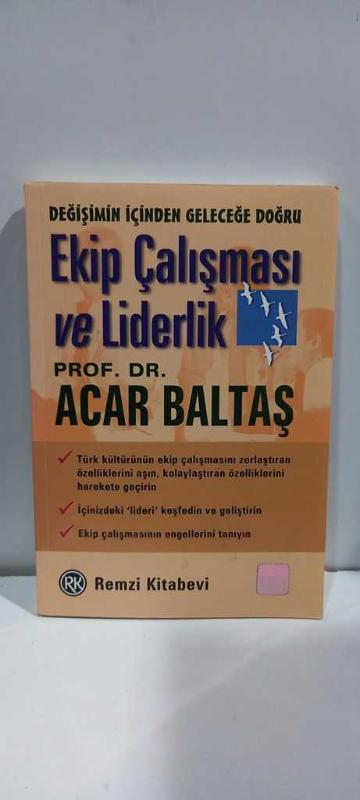 DEĞİŞİMİN İÇİNDEN GELECEĞE DOĞRU
Ekip Çalışması
ve Liderlik
PROF. DR.
ACAR BALTAŞ
Türk kültürünün ekip çalışmasını zorlaştıran
özelliklerini aşın, kolaylaştıran özelliklerini
harekete geçirin
İçinizdeki 'lideri' keşfedin ve geliştirin
Ekip çalışmasının engellerini tanıyın
RK Remzi Kitabevi